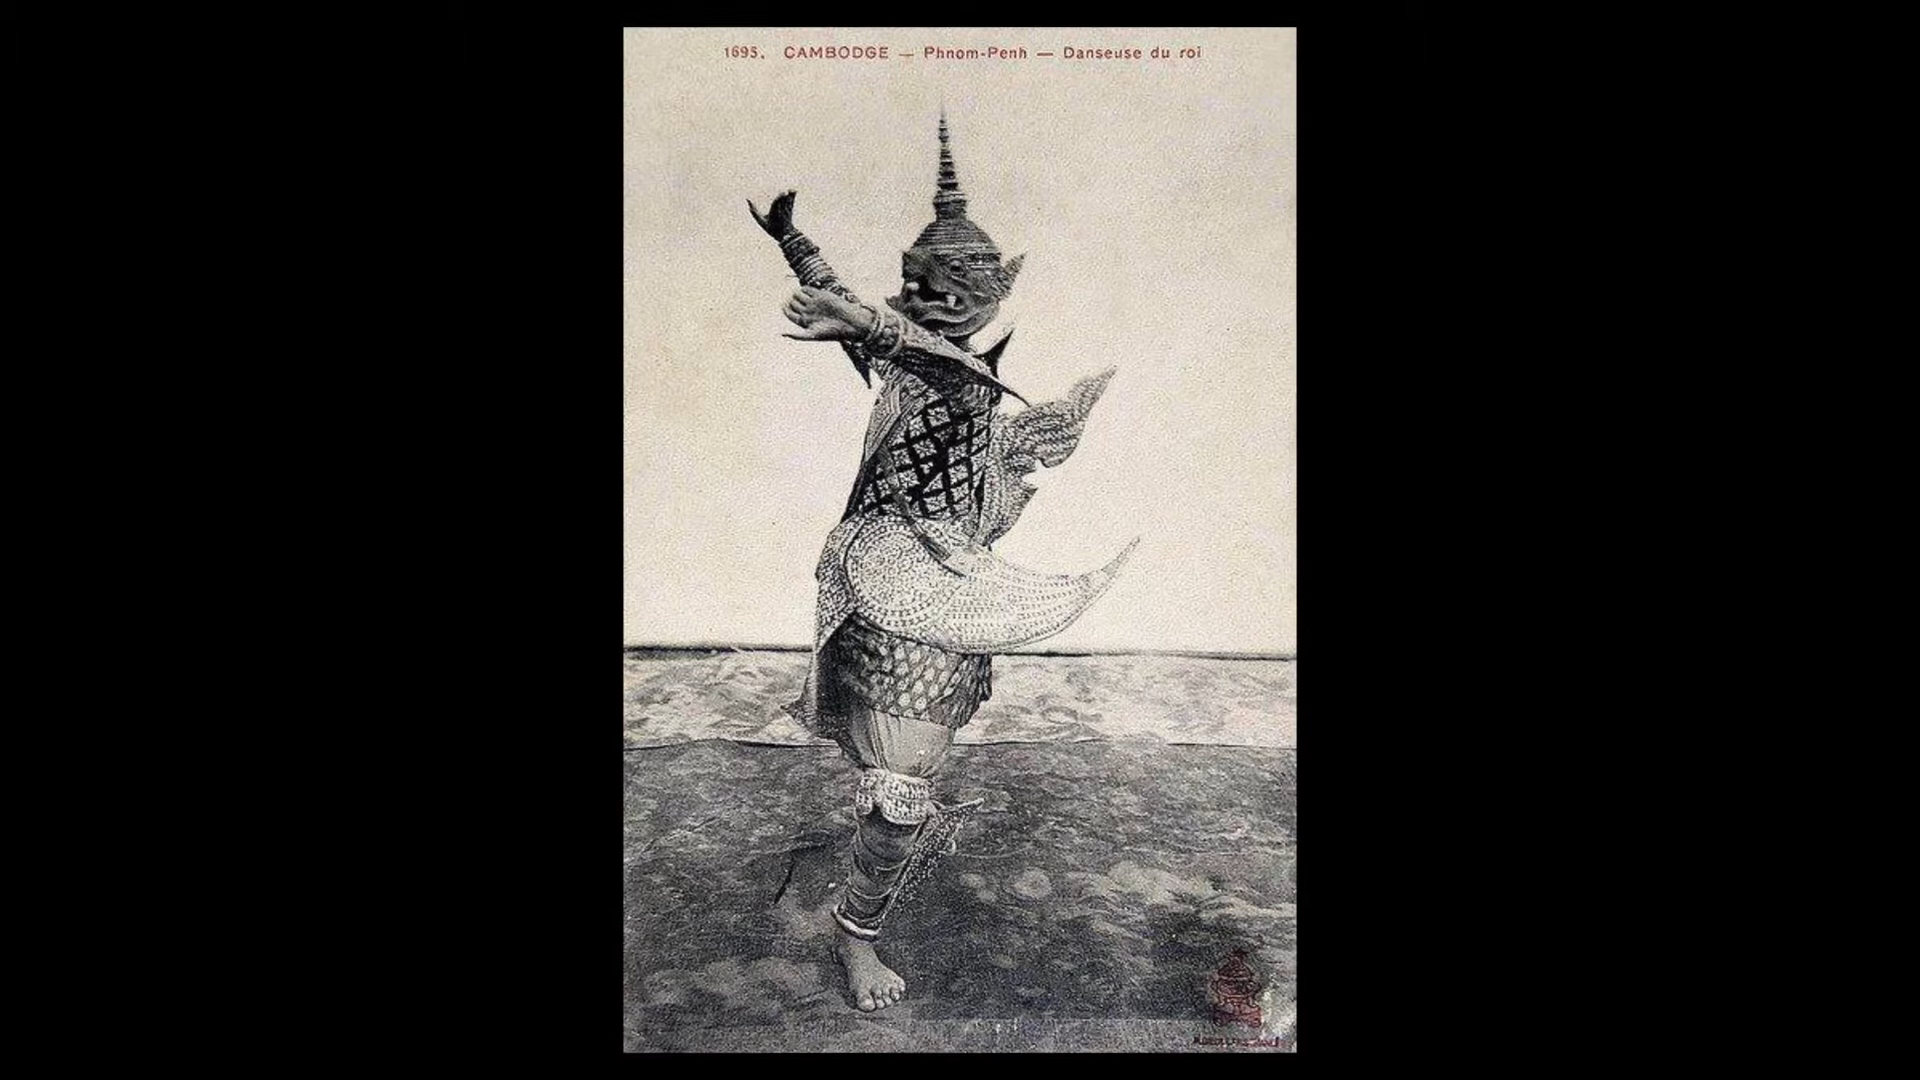 1695. CAMBODGE — Phnom-Penh — Danseuse du roi